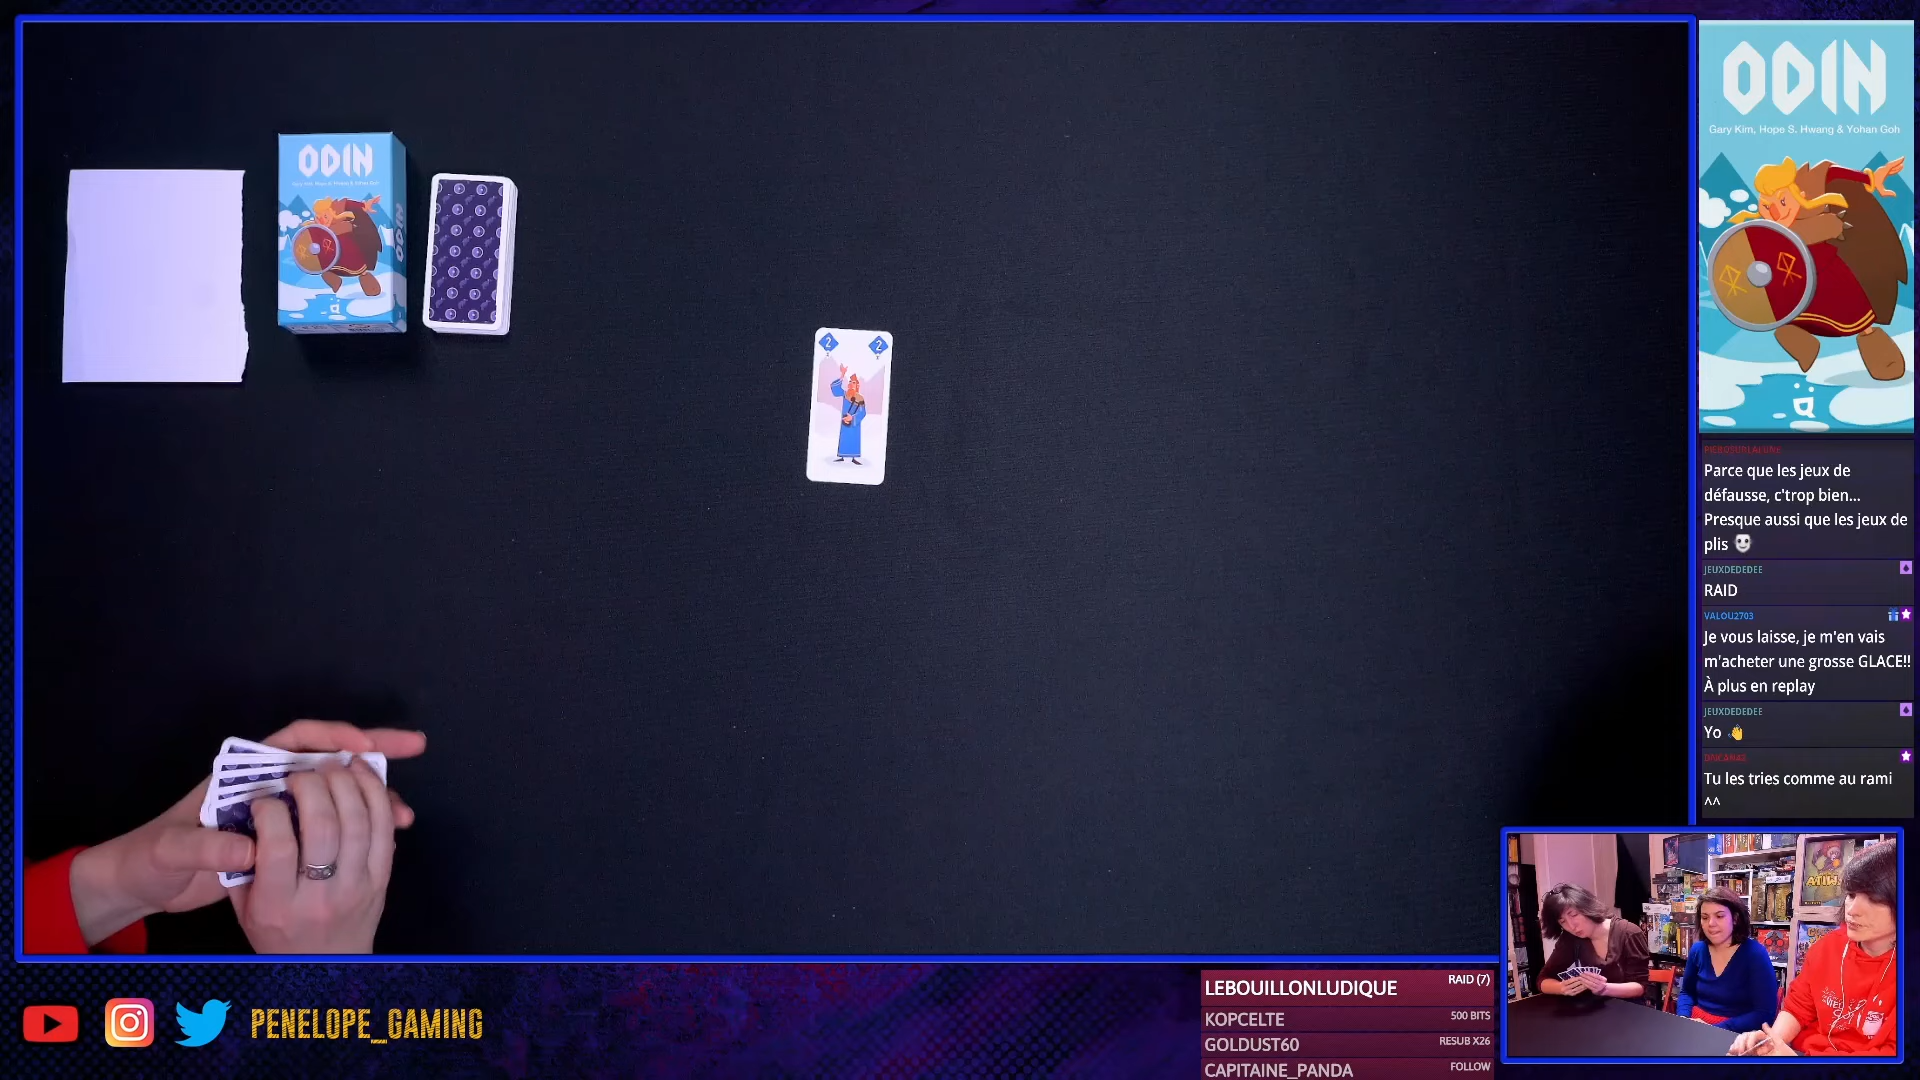 ODIN
Gary Kim, Hope S. Hwang & Yohan Goh
ODIN
ODIN
2 2
Parce que les jeux de
défausse, c'trop bien...
Presque aussi que les jeux de
plis
JEUXDEDEDEE
RAID
VALOU2703
Je vous laisse, je m'en vais
m'acheter une grosse GLACE!!
À plus en replay
JEUXDEDEDEE
Yo 👋
Tu les tries comme au rami
^^
PENELOPE_GAMING
LEBOUILLONLUDIQUE RAID (7)
KOPCELTE 500 BITS
GOLDUST60 RESUB X26
CAPITAINE_PANDA FOLLOW